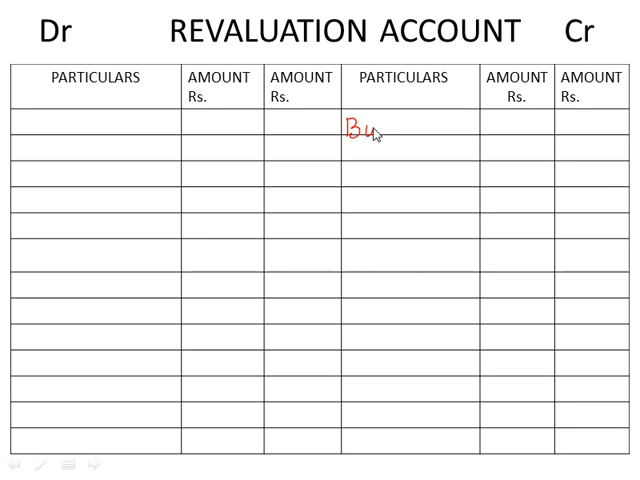 Dr REVALUATION ACCOUNT Cr
PARTICULARS AMOUNT Rs. AMOUNT Rs. PARTICULARS AMOUNT Rs. AMOUNT Rs.
Bu